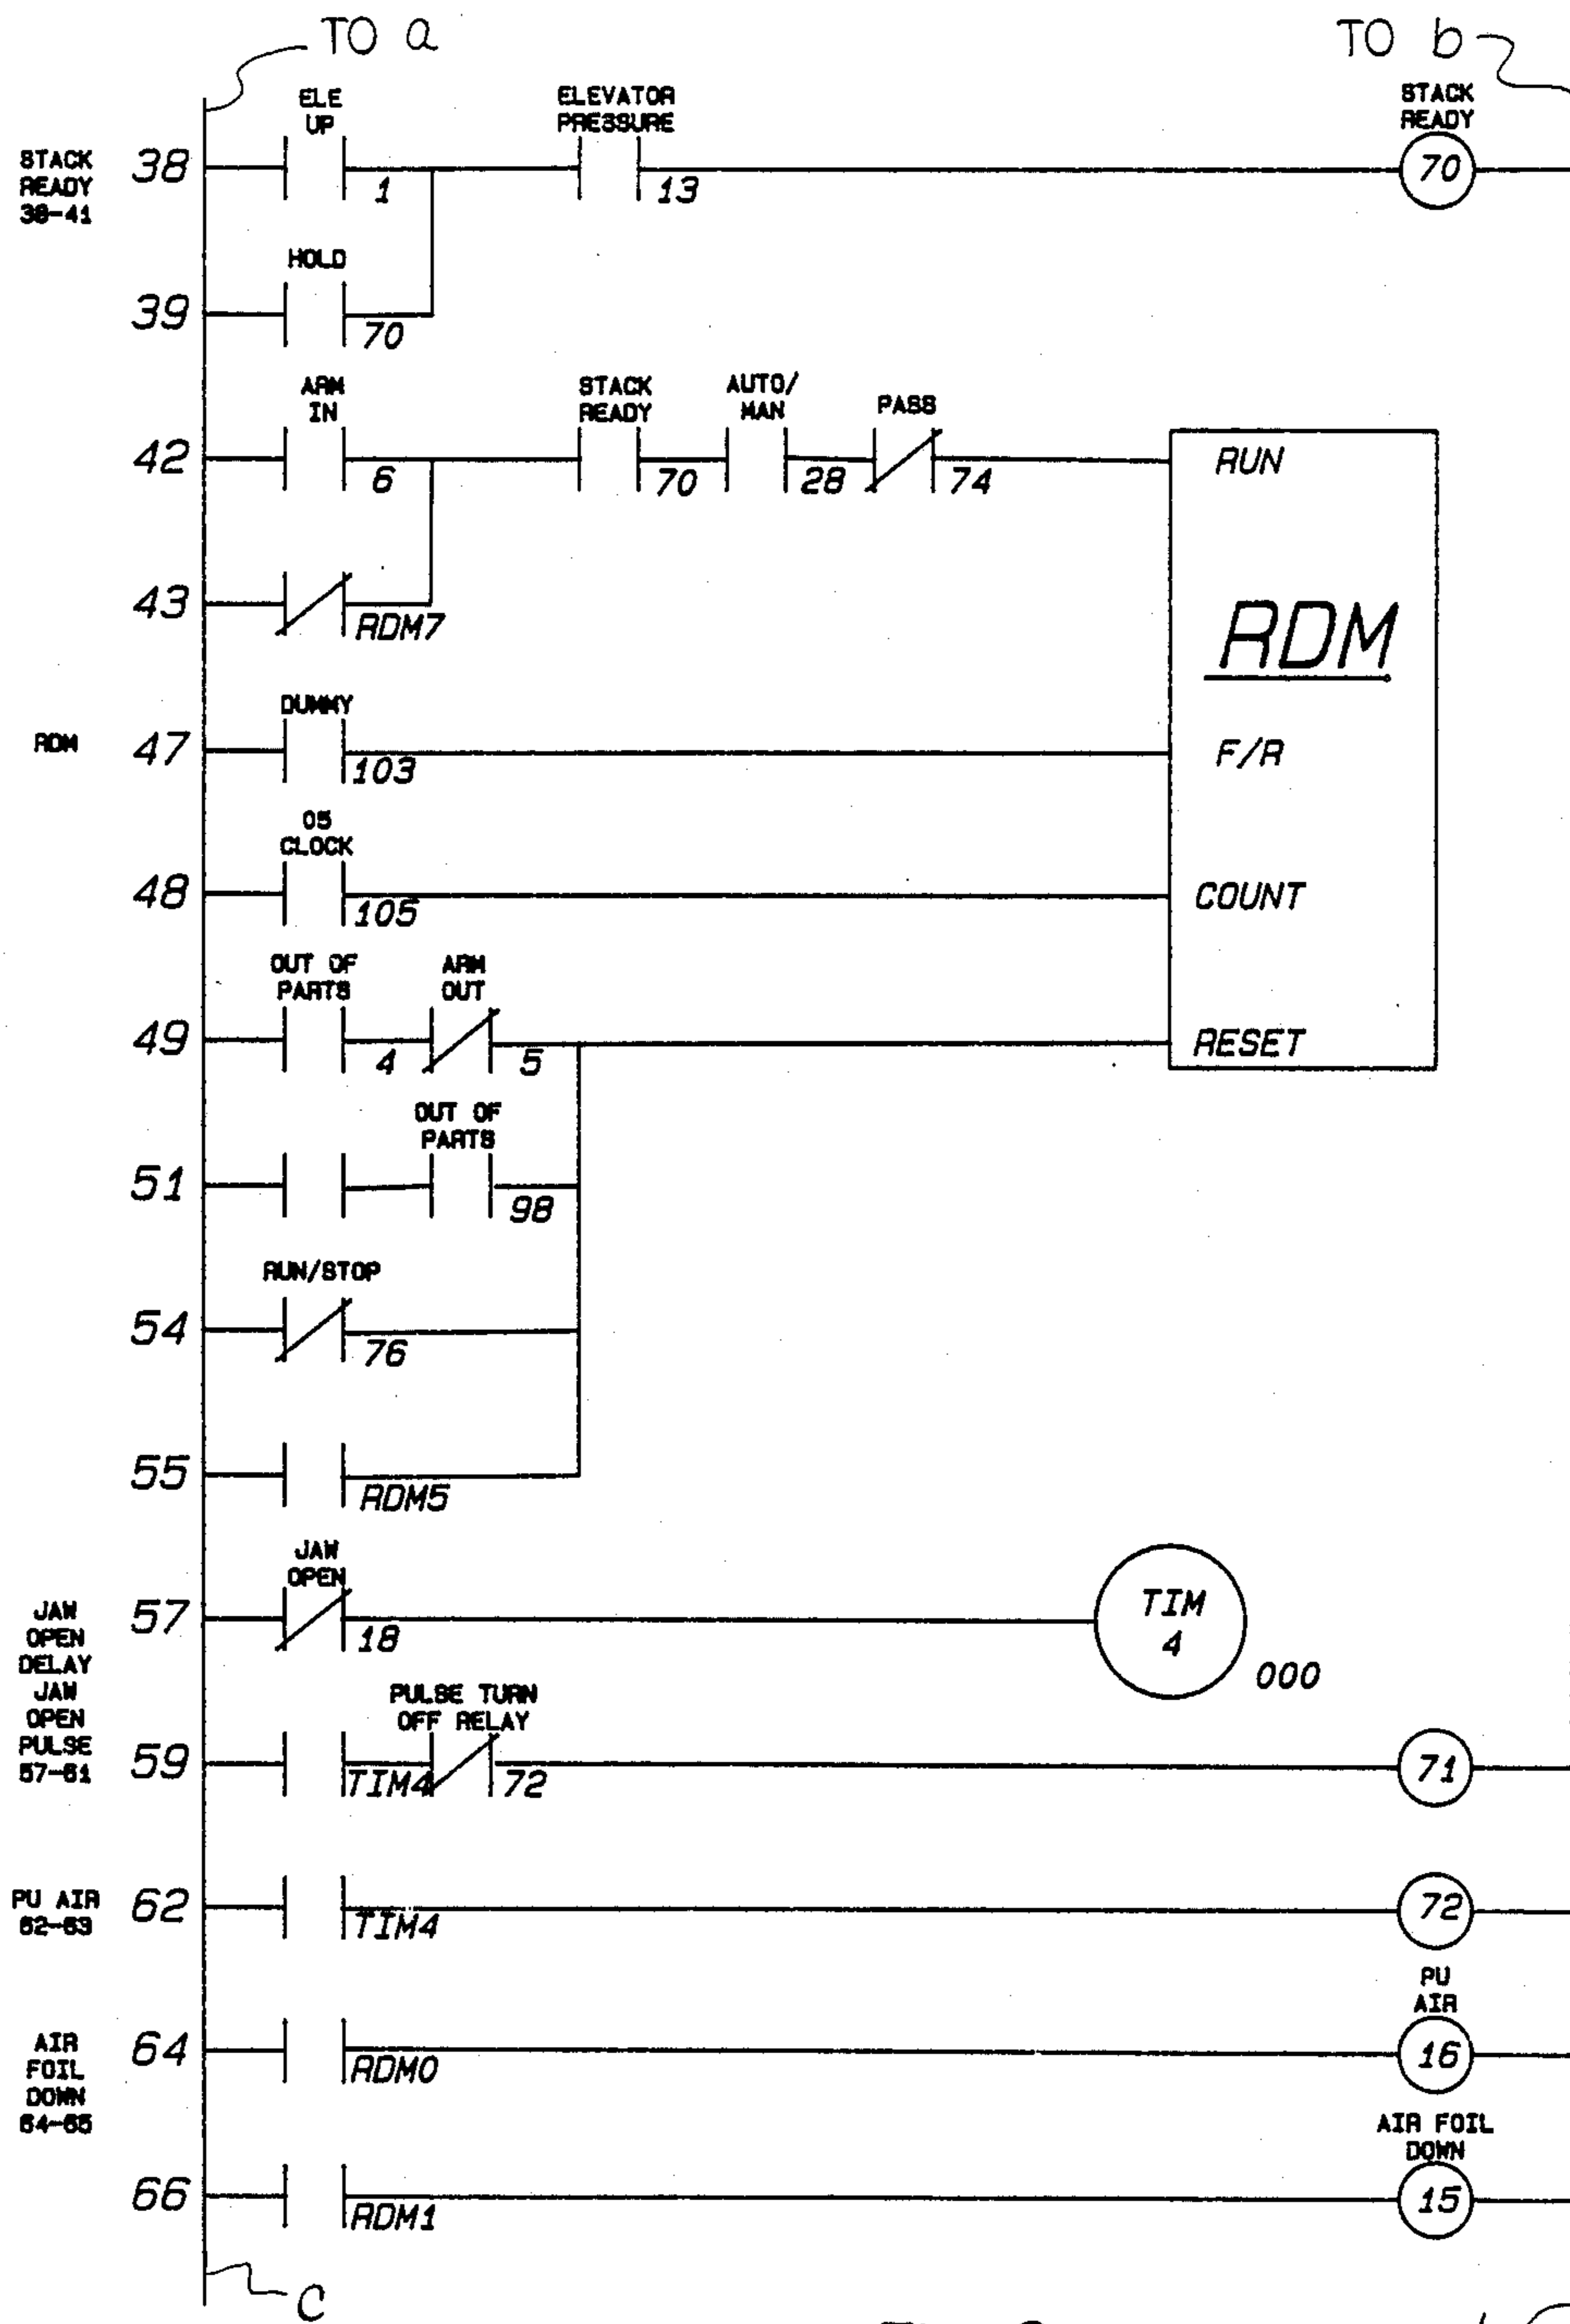 TO a
TO b
ELE
UP
ELEVATOR
PRESSURE
STACK
READY
STACK
READY
38-41
38
1
13
70
HOLD
39
70
ARM
IN
STACK
READY
AUTO/
MAN
PASS
42
6
70
28
74
RUN
43
RDM7
RDM
DUMMY
RDM
47
103
F/R
05
CLOCK
48
105
COUNT
OUT OF
PARTS
ARM
OUT
49
4
5
RESET
OUT OF
PARTS
51
98
RUN/STOP
54
76
55
RDM5
JAW
OPEN
JAW
OPEN
DELAY
57
18
TIM
4
000
JAW
OPEN
PULSE
57-61
PULSE TURN
OFF RELAY
59
TIM4
72
71
PU AIR
62-63
62
TIM4
72
PU
AIR
AIR
FOIL
DOWN
64-65
64
RDM0
16
AIR FOIL
DOWN
66
RDM1
15
C